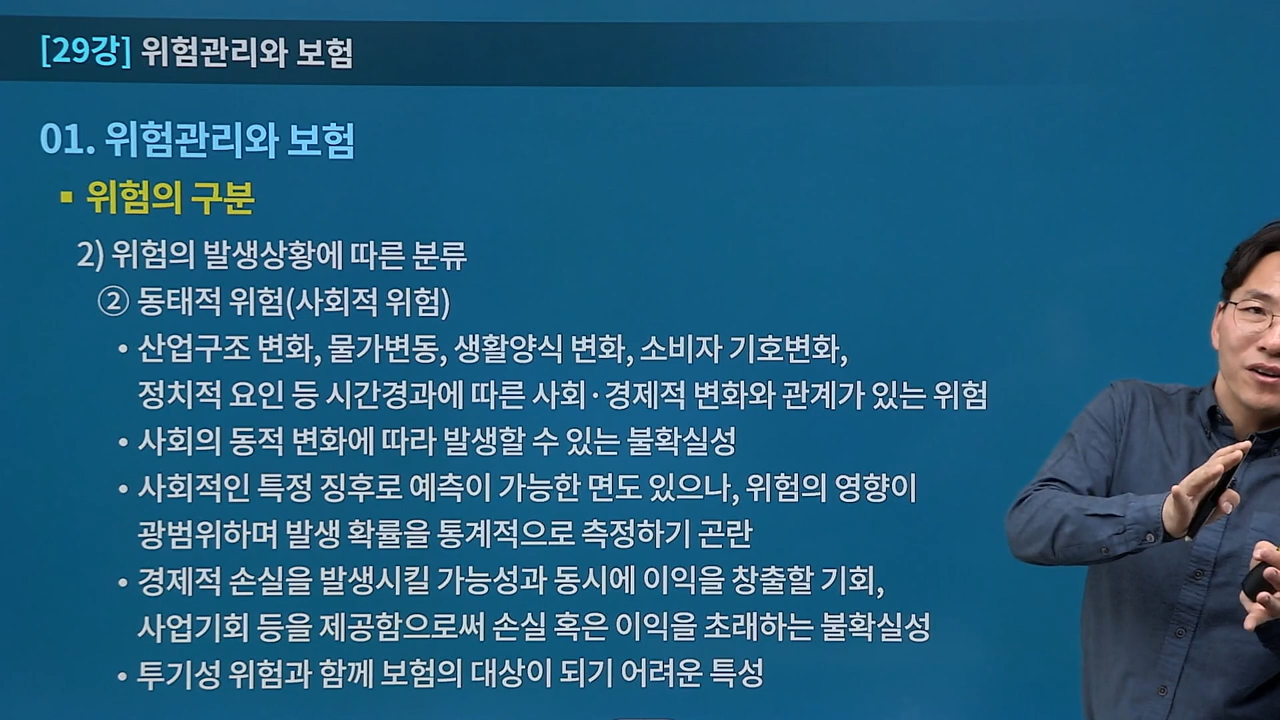 [29강] 위험관리와 보험
01. 위험관리와 보험
▪ 위험의 구분
2) 위험의 발생상황에 따른 분류
② 동태적 위험(사회적 위험)
• 산업구조 변화, 물가변동, 생활양식 변화, 소비자 기호변화,
정치적 요인 등 시간경과에 따른 사회·경제적 변화와 관계가 있는 위험
• 사회의 동적 변화에 따라 발생할 수 있는 불확실성
• 사회적인 특정 징후로 예측이 가능한 면도 있으나, 위험의 영향이
광범위하며 발생 확률을 통계적으로 측정하기 곤란
• 경제적 손실을 발생시킬 가능성과 동시에 이익을 창출할 기회,
사업기회 등을 제공함으로써 손실 혹은 이익을 초래하는 불확실성
• 투기성 위험과 함께 보험의 대상이 되기 어려운 특성